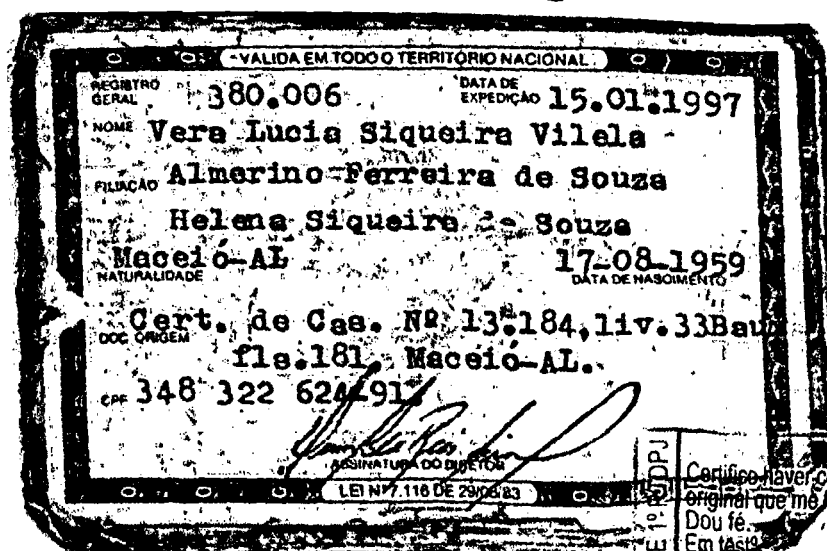 VALIDA EM TODO O TERRITÓRIO NACIONAL
REGISTRO GERAL 380.006 DATA DE EXPEDIÇÃO 15.01.1997
NOME Vera Lucia Siqueira Vilela
FILIAÇÃO Almerino Ferreira de Souza
Helena Siqueira de Souza
Maceió-AL 17-08-1959
NATURALIDADE DATA DE NASCIMENTO
DOC ORIGEM Cert. de Cas. Nº 13.184, liv. 33Baux
fls.181 Maceió-AL.
CPF 348 322 624-91
ASSINATURA DO DIRETOR
LEI Nº 7.116 DE 29/08/83
Certifico haver c
original que me
Dou fé.
Em testº